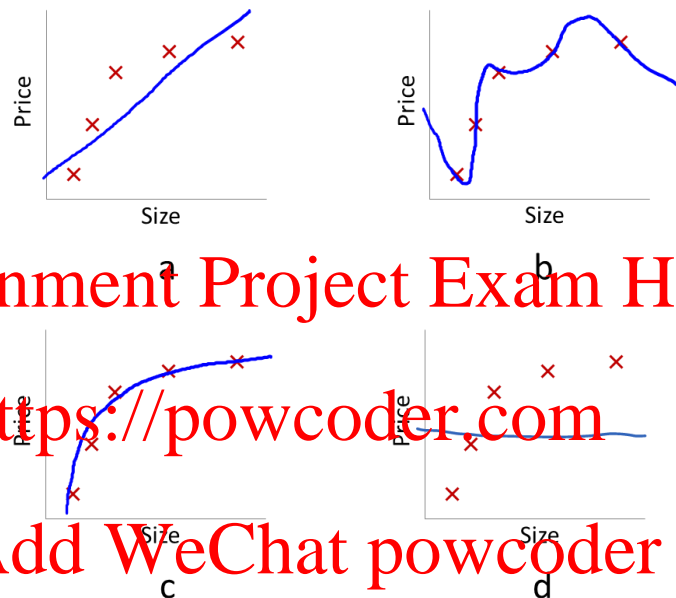 Price
Price
Size
Size
a
b
nment Project Exam H
Price
Price
ttps://powcoder.com
Size
Size
Add WeChat powcoder
c
d